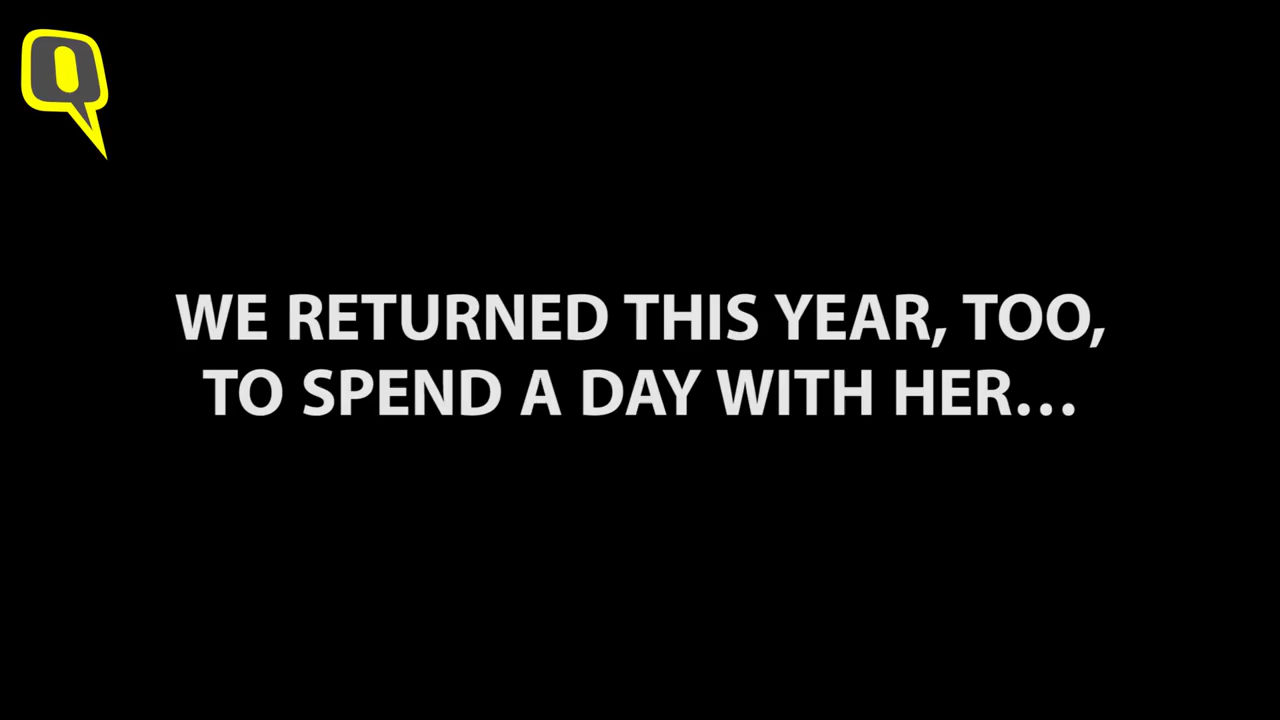 WE RETURNED THIS YEAR, TOO,
TO SPEND A DAY WITH HER...